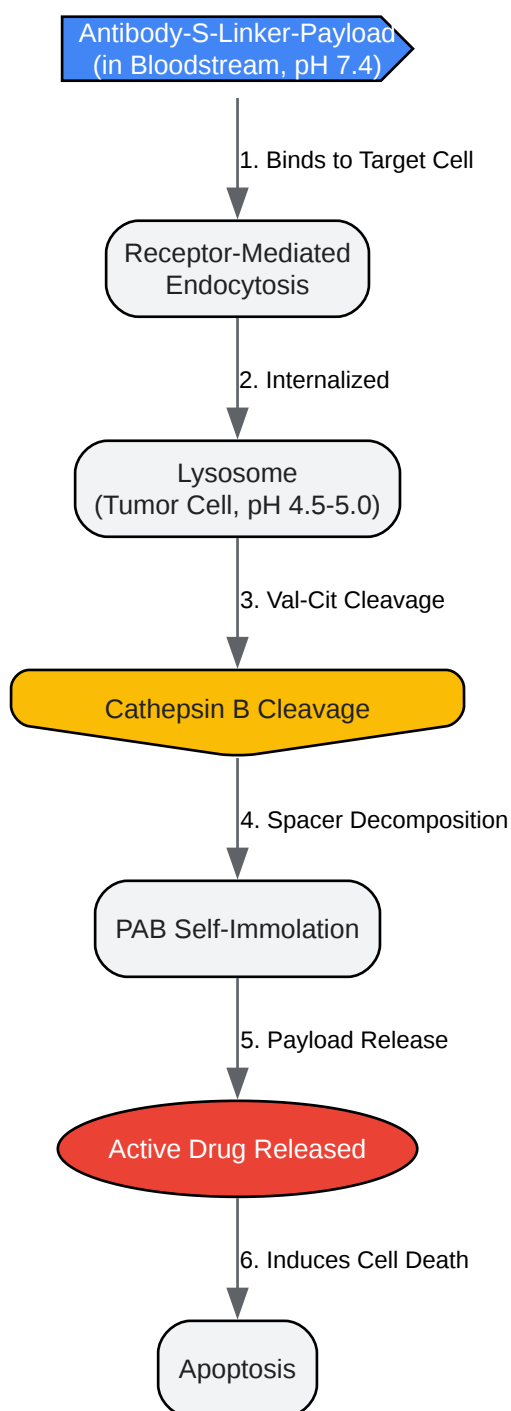 Antibody-S-Linker-Payload
(in Bloodstream, pH 7.4)
1. Binds to Target Cell
Receptor-Mediated
Endocytosis
2. Internalized
Lysosome
(Tumor Cell, pH 4.5-5.0)
3. Val-Cit Cleavage
Cathepsin B Cleavage
4. Spacer Decomposition
PAB Self-Immolation
5. Payload Release
Active Drug Released
6. Induces Cell Death
Apoptosis